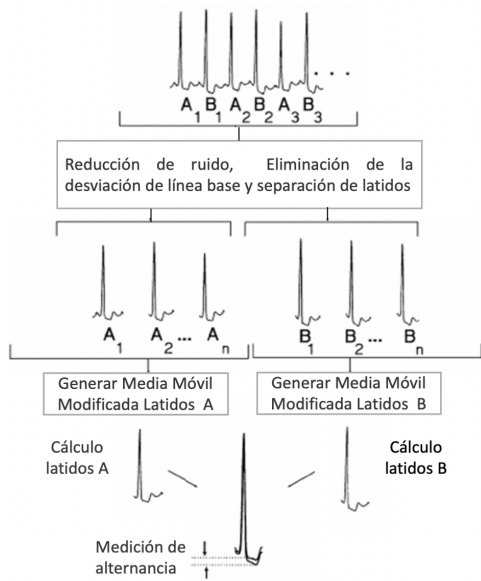 A1 B1 A2 B2 A3 B3 . . .
Reducción de ruido, Eliminación de la
desviación de línea base y separación de latidos
A1 A2... An
B1 B2... Bn
Generar Media Móvil
Modificada Latidos A
Generar Media Móvil
Modificada Latidos B
Cálculo
latidos A
Cálculo
latidos B
Medición de
alternancia